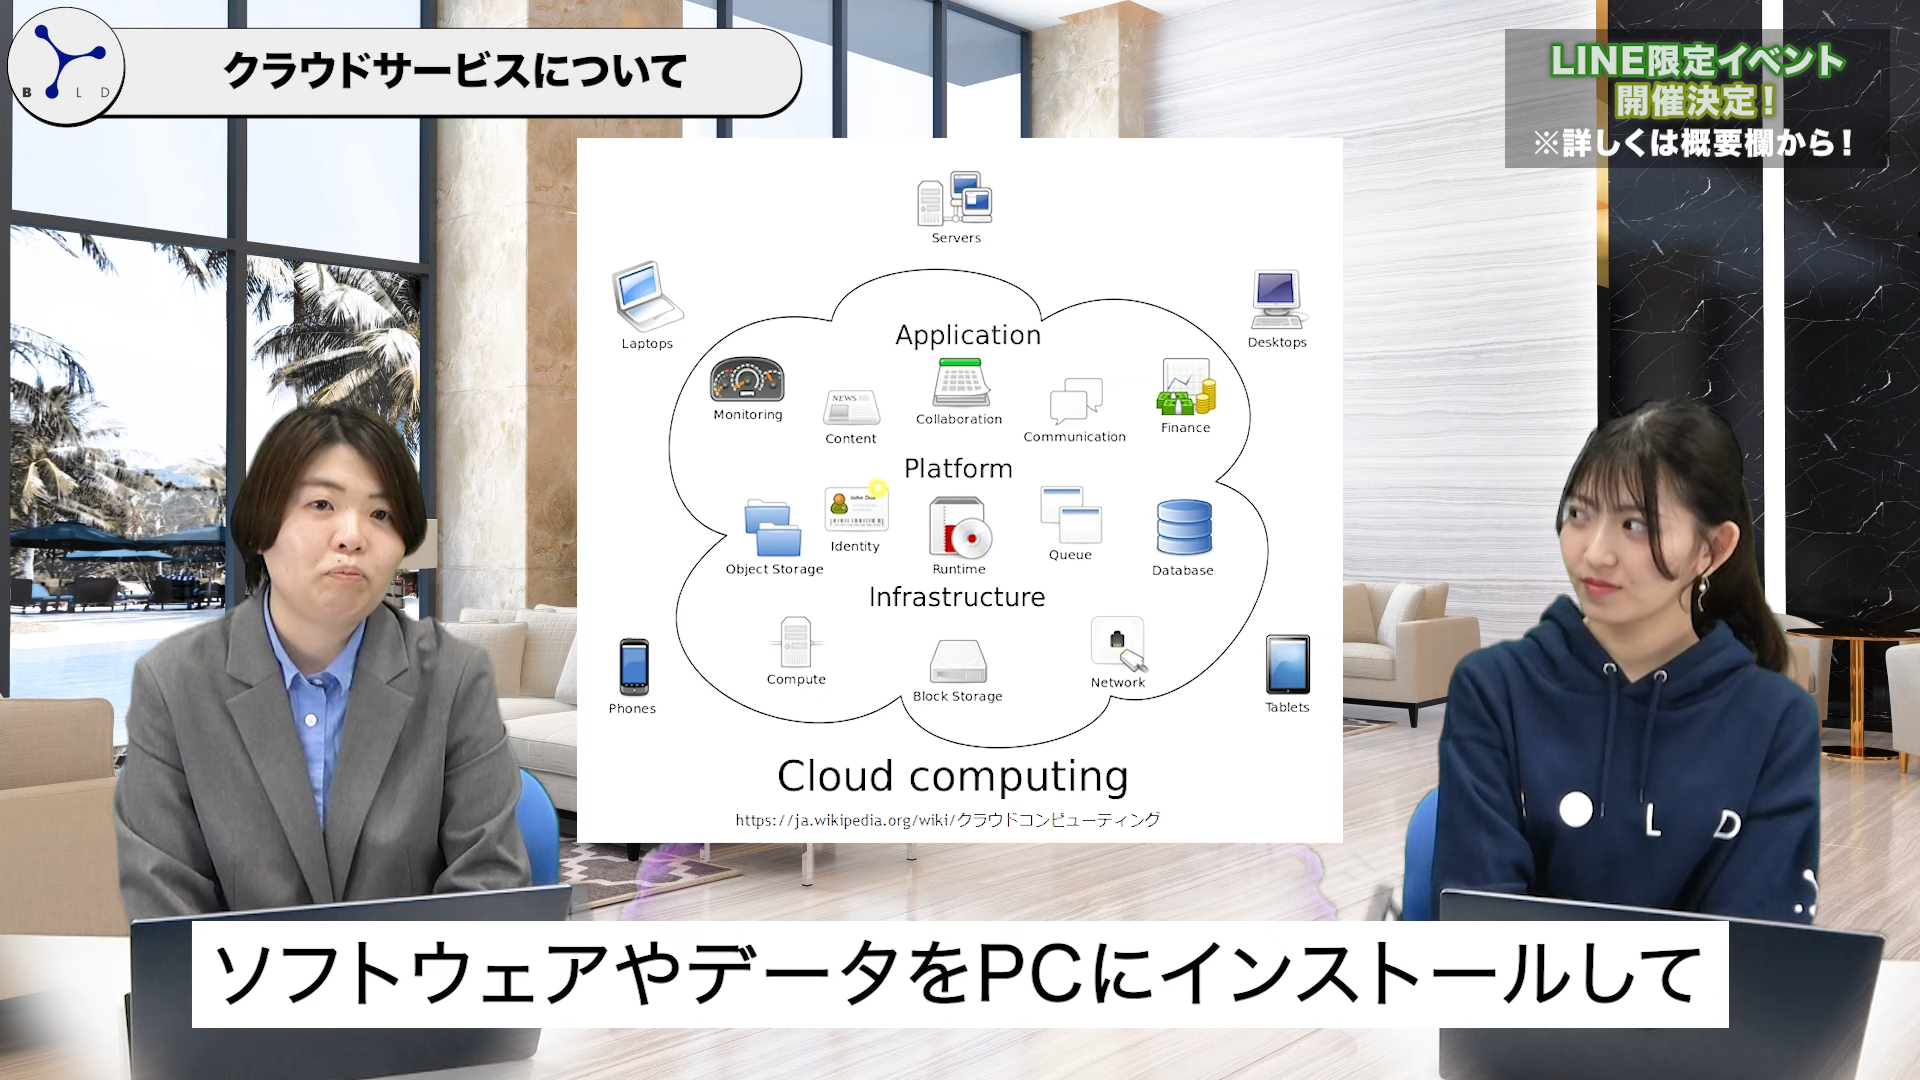 B LD
クラウドサービスについて
LINE限定イベント
開催決定！
※詳しくは概要欄から！
Servers
Laptops
Desktops
Application
Monitoring
Content
NEWS
Collaboration
Communication
Finance
Platform
Object Storage
John Doe
Identity
Runtime
Queue
Database
Infrastructure
Compute
Block Storage
Network
Phones
Tablets
Cloud computing
https://ja.wikipedia.org/wiki/クラウドコンピューティング
L D
ソフトウェアやデータをPCにインストールして